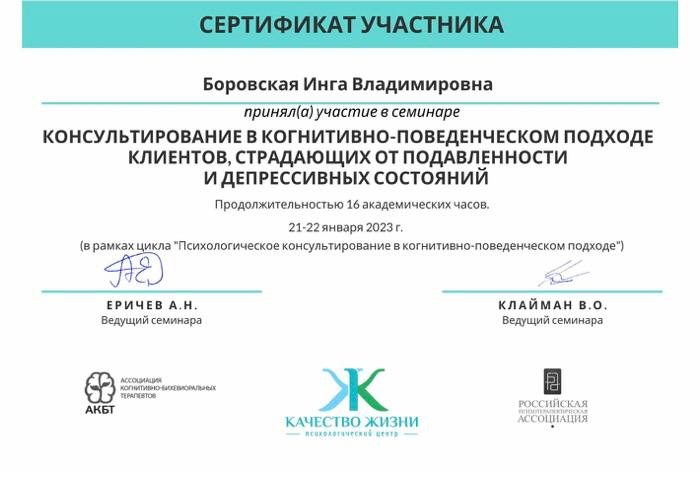 СЕРТИФИКАТ УЧАСТНИКА
Боровская Инга Владимировна
принял(а) участие в семинаре
КОНСУЛЬТИРОВАНИЕ В КОГНИТИВНО-ПОВЕДЕНЧЕСКОМ ПОДХОДЕ
КЛИЕНТОВ, СТРАДАЮЩИХ ОТ ПОДАВЛЕННОСТИ
И ДЕПРЕССИВНЫХ СОСТОЯНИЙ
Продолжительностью 16 академических часов.
21-22 января 2023 г.
(в рамках цикла "Психологическое консультирование в когнитивно-поведенческом подходе")
ЕРИЧЕВ А.Н.
Ведущий семинара
КЛАЙМАН В.О.
Ведущий семинара
АССОЦИАЦИЯ
КОГНИТИВНО-БИХЕВИОРАЛЬНЫХ
ТЕРАПЕВТОВ
АКБТ
КАЧЕСТВО ЖИЗНИ
психологический центр
РОССИЙСКАЯ
ПСИХОТЕРАПЕВТИЧЕСКАЯ
АССОЦИАЦИЯ